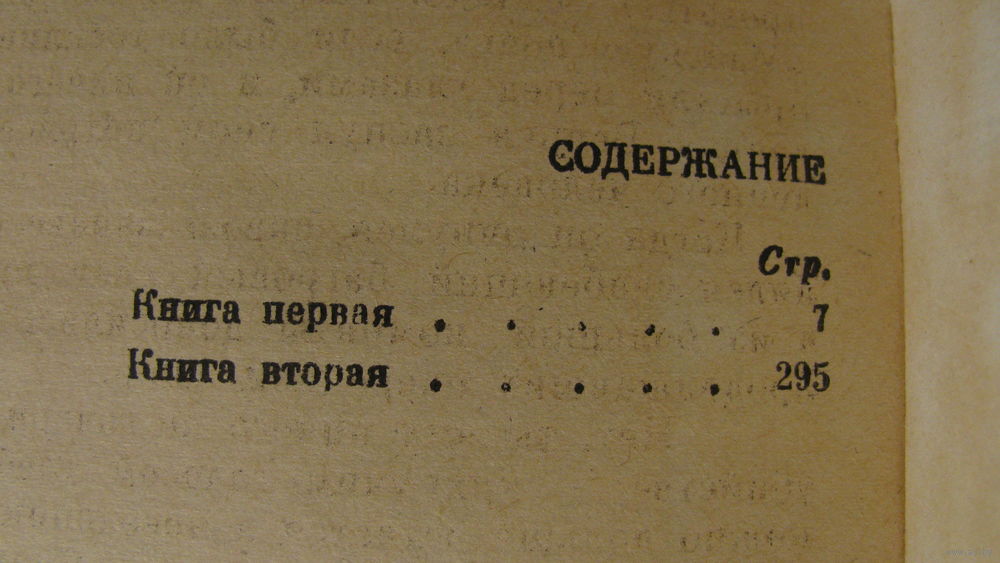 СОДЕРЖАНИЕ
Стр.
Книга первая . . . . . 7
Книга вторая . . . . . 295